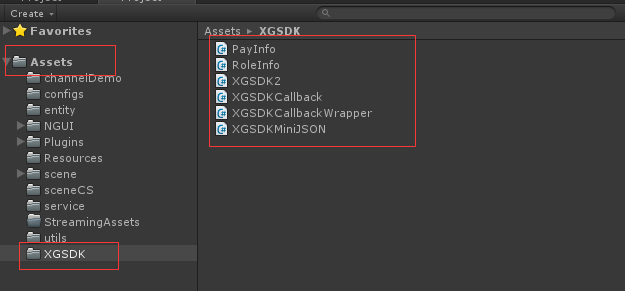 Create
Favorites
Assets
channelDemo
configs
entity
NGUI
Plugins
Resources
scene
sceneCS
service
StreamingAssets
utils
XGSDK
Assets ▸ XGSDK
PayInfo
RoleInfo
XGSDK2
XGSDKCallback
XGSDKCallbackWrapper
XGSDKMiniJSON